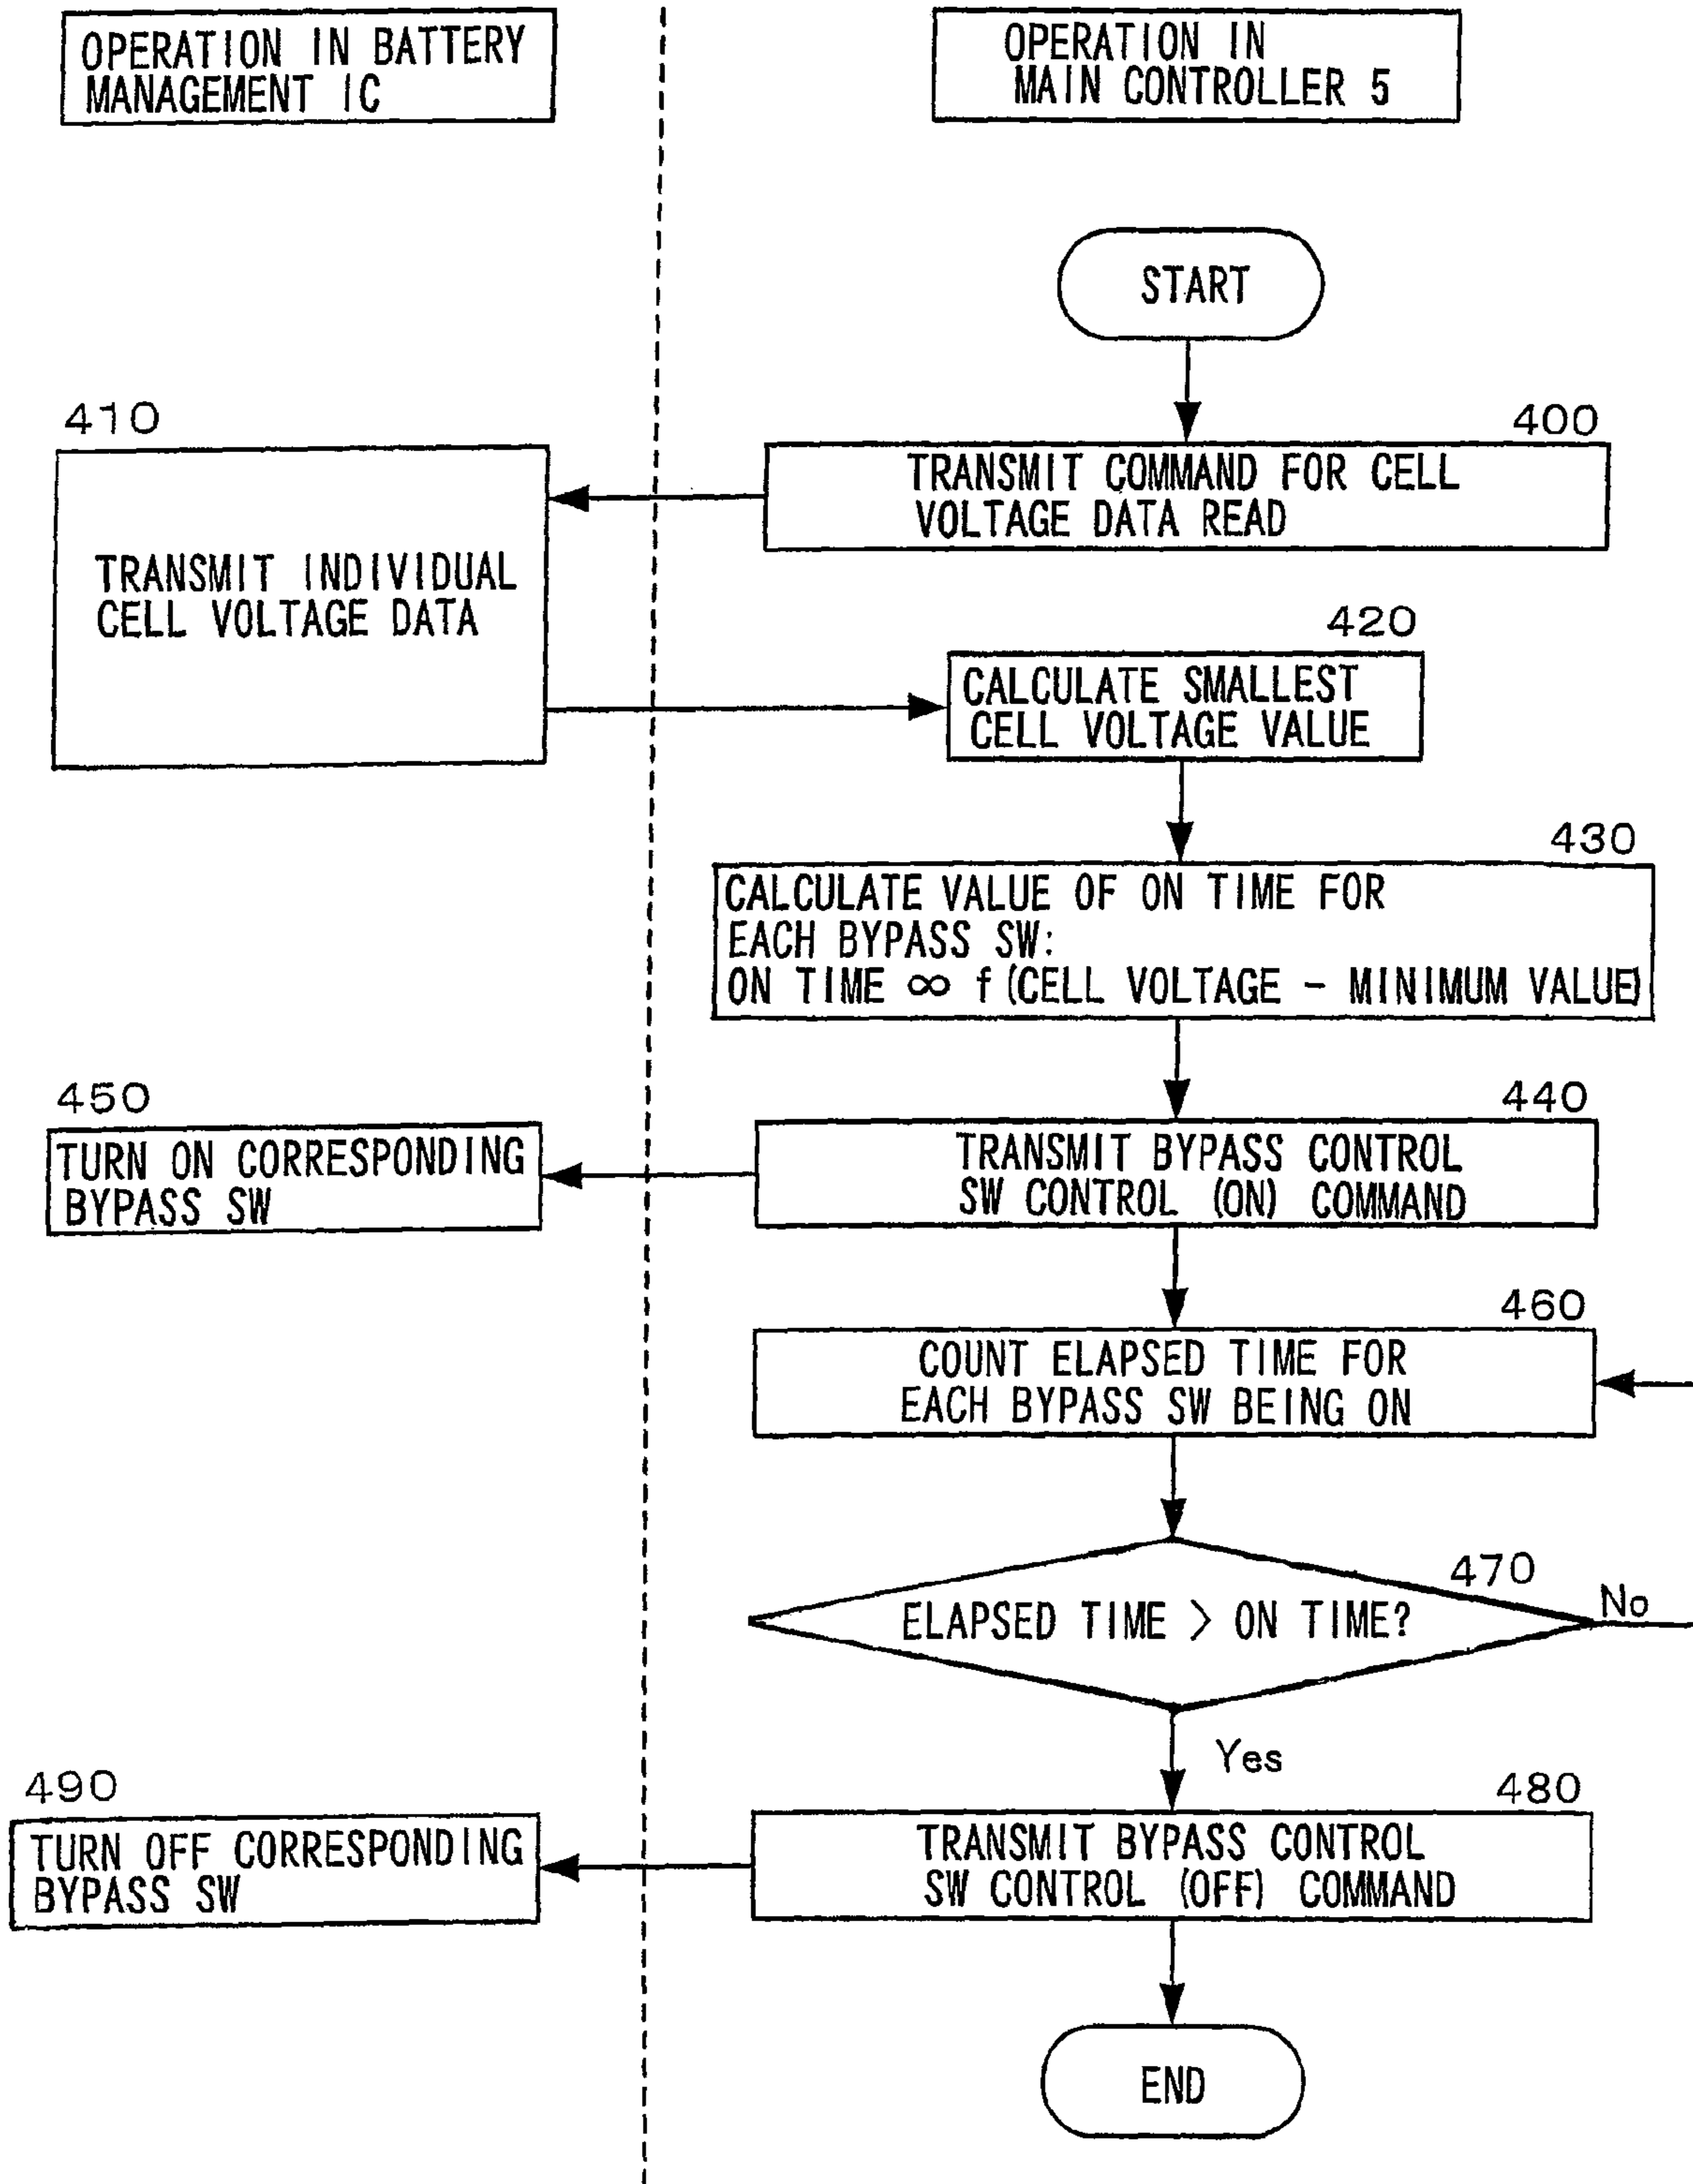 OPERATION IN BATTERY
MANAGEMENT IC
OPERATION IN
MAIN CONTROLLER 5
START
410
400
TRANSMIT COMMAND FOR CELL
VOLTAGE DATA READ
TRANSMIT INDIVIDUAL
CELL VOLTAGE DATA
420
CALCULATE SMALLEST
CELL VOLTAGE VALUE
430
CALCULATE VALUE OF ON TIME FOR
EACH BYPASS SW:
ON TIME ∞ f (CELL VOLTAGE - MINIMUM VALUE)
450
440
TURN ON CORRESPONDING
BYPASS SW
TRANSMIT BYPASS CONTROL
SW CONTROL (ON) COMMAND
460
COUNT ELAPSED TIME FOR
EACH BYPASS SW BEING ON
470
ELAPSED TIME > ON TIME?
No
Yes
490
480
TURN OFF CORRESPONDING
BYPASS SW
TRANSMIT BYPASS CONTROL
SW CONTROL (OFF) COMMAND
END